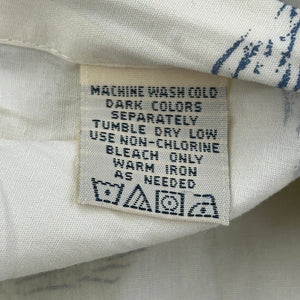 MACHINE WASH COLD
DARK COLORS
SEPARATELY
TUMBLE DRY LOW
USE NON-CHLORINE
BLEACH ONLY
WARM IRON
AS NEEDED